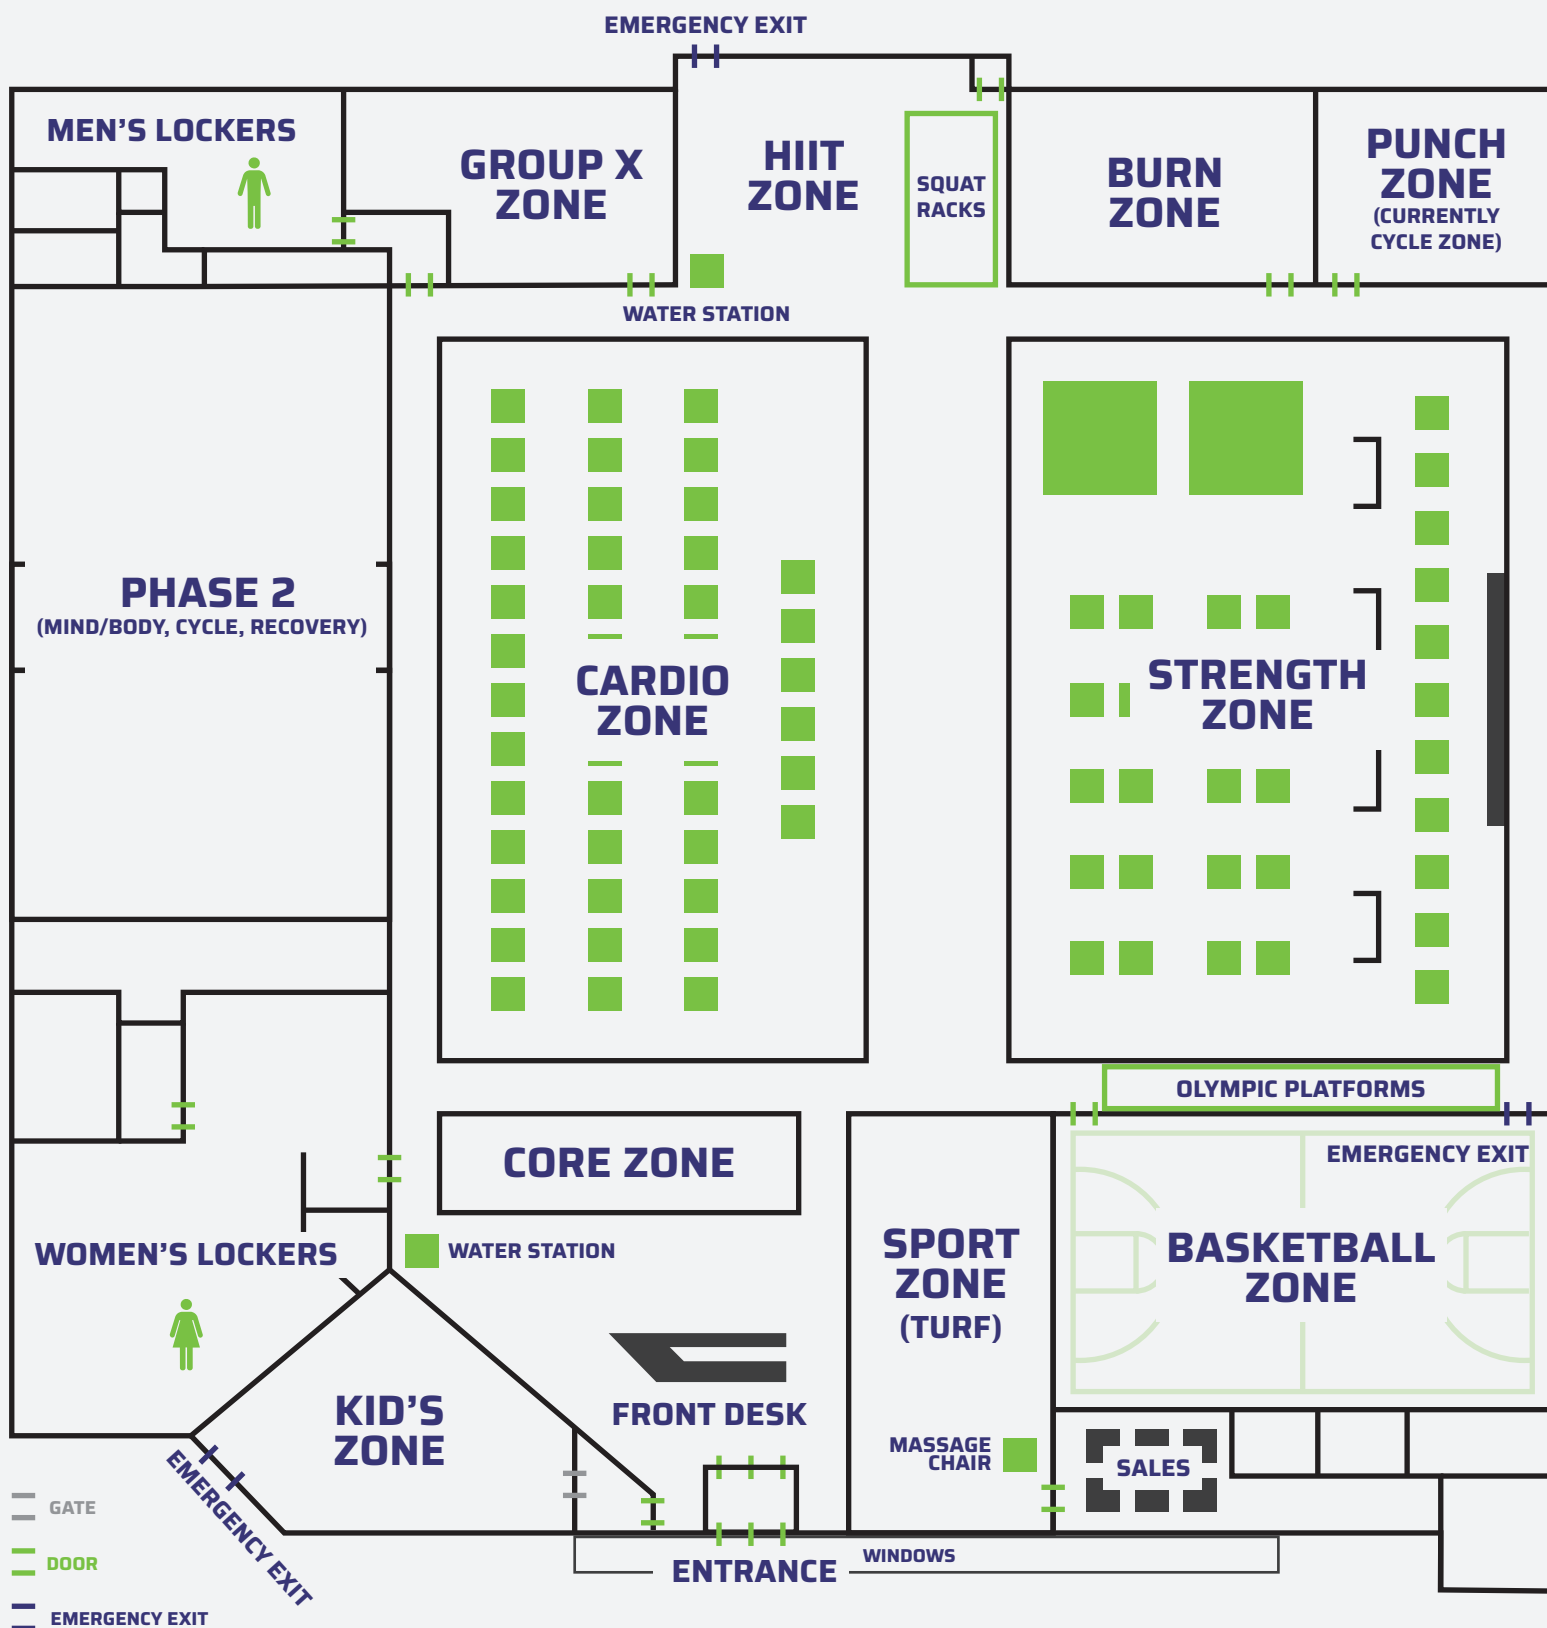 EMERGENCY EXIT
MEN'S LOCKERS
GROUP X
ZONE
HIIT
ZONE
SQUAT
RACKS
BURN
ZONE
PUNCH
ZONE
(CURRENTLY
CYCLE ZONE)
WATER STATION
PHASE 2
(MIND/BODY, CYCLE, RECOVERY)
CARDIO
ZONE
STRENGTH
ZONE
OLYMPIC PLATFORMS
EMERGENCY EXIT
CORE ZONE
WOMEN'S LOCKERS
WATER STATION
SPORT
ZONE
(TURF)
BASKETBALL
ZONE
KID'S
ZONE
FRONT DESK
MASSAGE
CHAIR
SALES
EMERGENCY EXIT
ENTRANCE
WINDOWS
GATE
DOOR
EMERGENCY EXIT